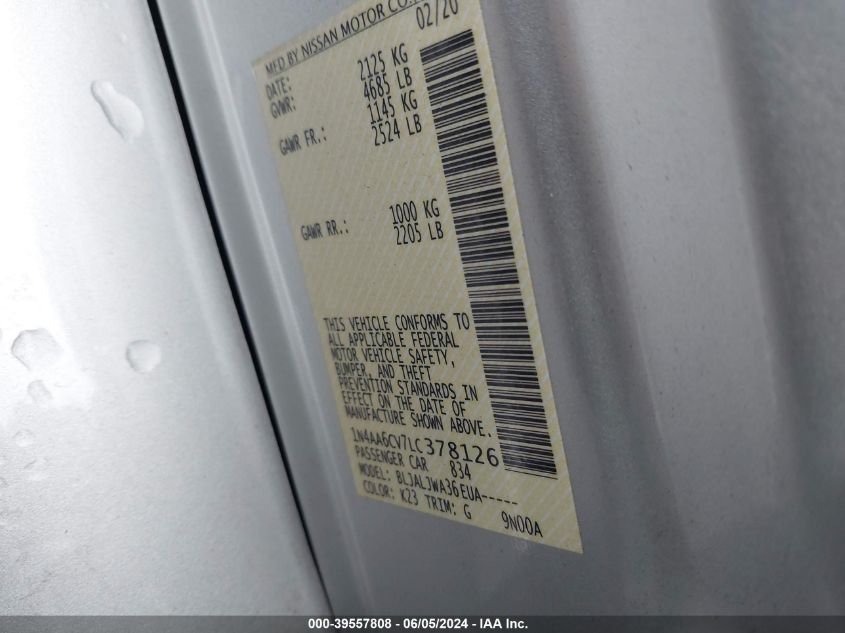 MFD BY NISSAN MOTOR CO.,
DATE: 02/20
GVWR: 2125 KG
4685 LB
GAWR FR.: 1145 KG
2524 LB
GAWR RR.: 1000 KG
2205 LB
THIS VEHICLE CONFORMS TO
ALL APPLICABLE FEDERAL
MOTOR VEHICLE SAFETY,
BUMPER, AND THEFT
PREVENTION STANDARDS IN
EFFECT ON THE DATE OF
MANUFACTURE SHOWN ABOVE.
1N4AA6CV7LC378126
PASSENGER CAR 834
MODEL: BLJALJWA36EUA-----
COLOR: K23 TRIM: G 9N00A
000-39557808 - 06/05/2024 - IAA Inc.